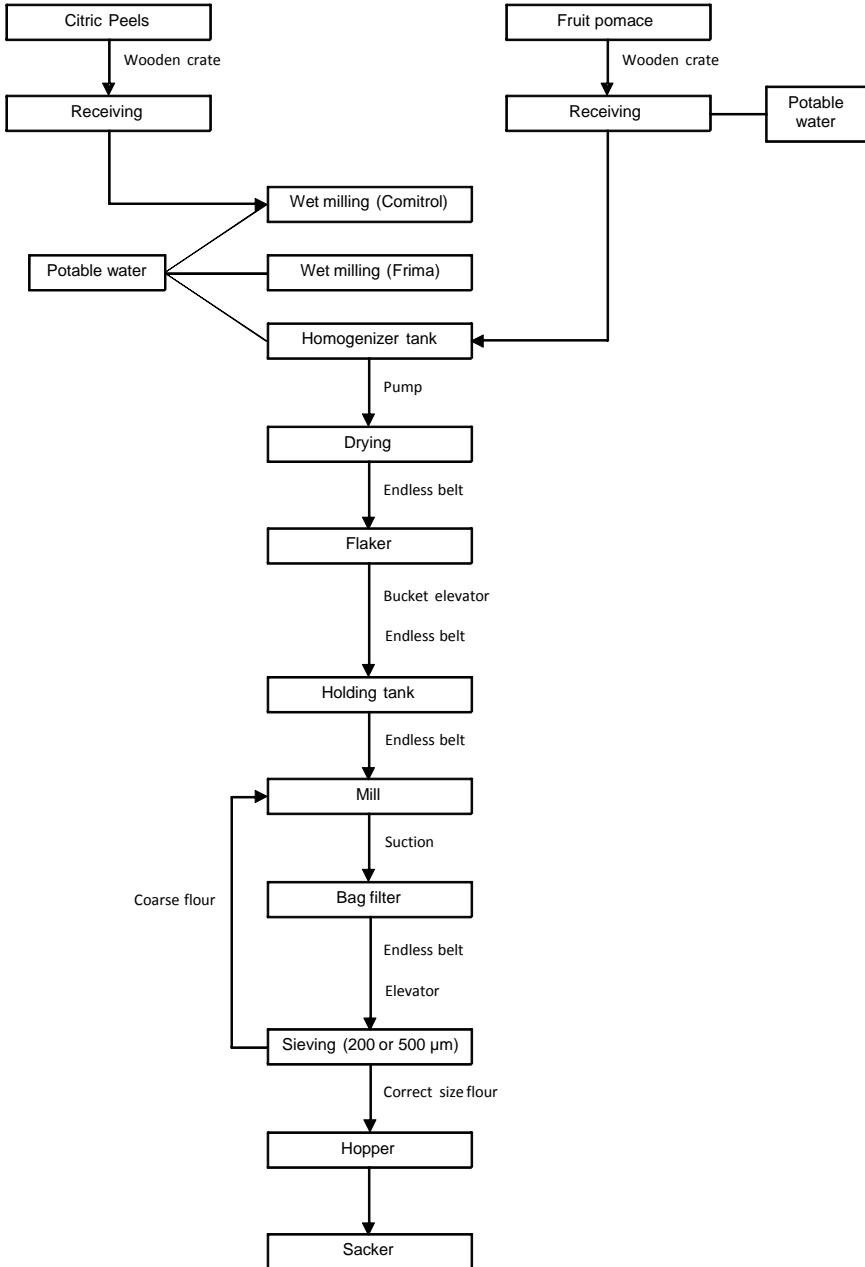 Citric Peels
Fruit pomace
Wooden crate
Wooden crate
Receiving
Receiving
Potable
water
Wet milling (Comitrol)
Potable water
Wet milling (Frima)
Homogenizer tank
Pump
Drying
Endless belt
Flaker
Bucket elevator
Endless belt
Holding tank
Endless belt
Mill
Suction
Coarse flour
Bag filter
Endless belt
Elevator
Sieving (200 or 500 µm)
Correct size flour
Hopper
Sacker